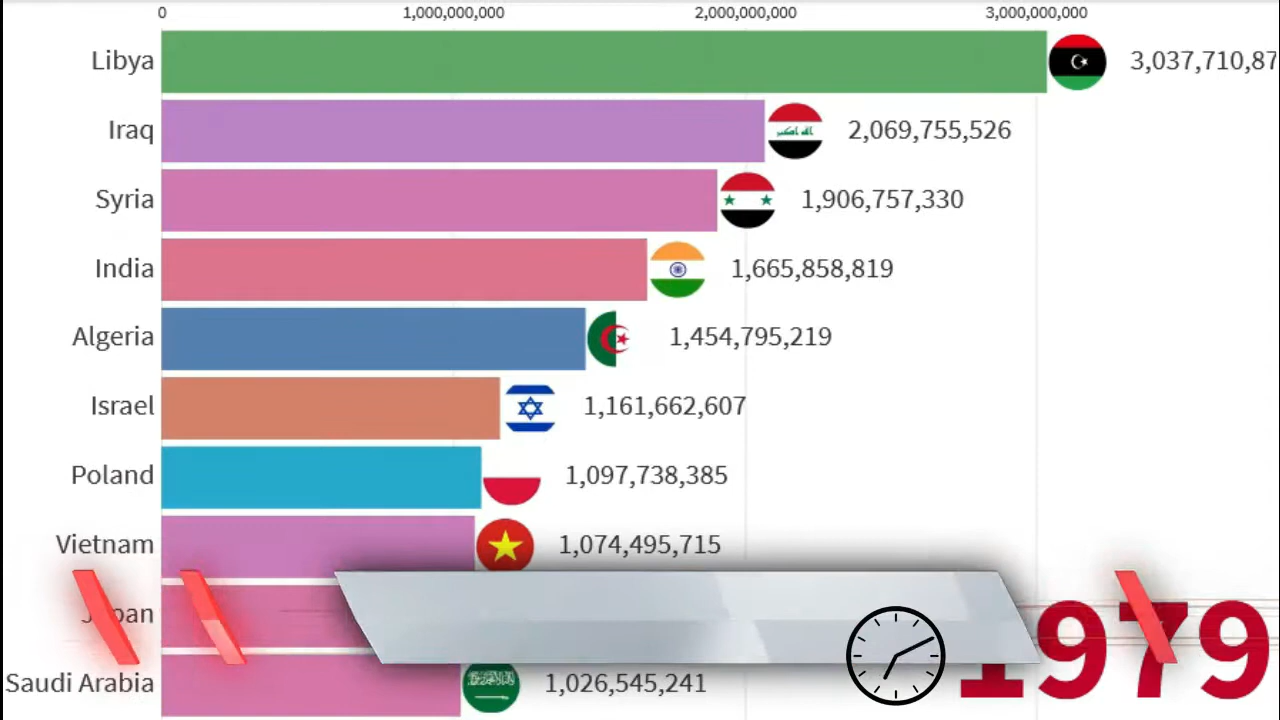 0 1,000,000,000 2,000,000,000 3,000,000,000
Libya 3,037,710,87
Iraq 2,069,755,526
Syria 1,906,757,330
India 1,665,858,819
Algeria 1,454,795,219
Israel 1,161,662,607
Poland 1,097,738,385
Vietnam 1,074,495,715
Japan
1979
Saudi Arabia 1,026,545,241